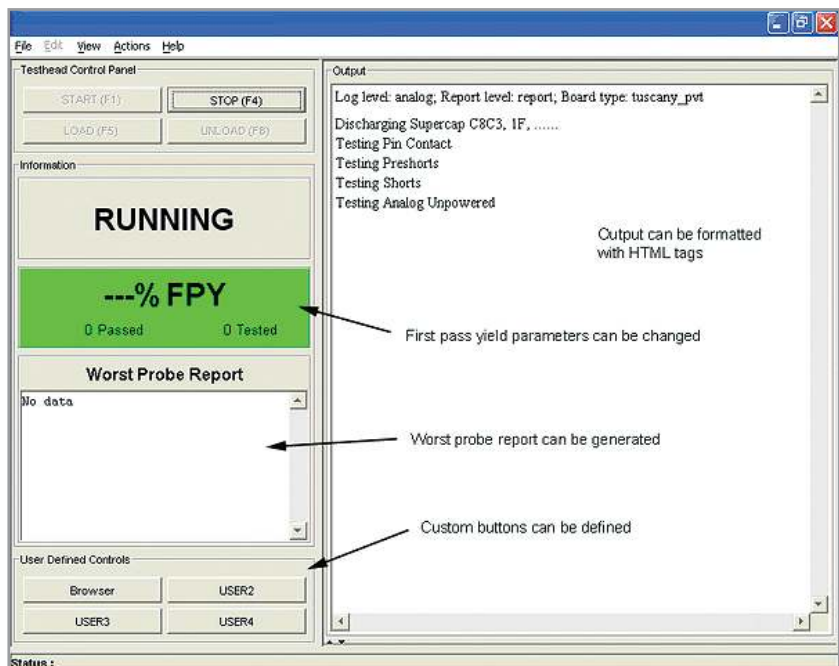 File Edit View Actions Help
Testhead Control Panel
START (F1)
STOP (F4)
LOAD (F5)
UNLOAD (F8)
Information
RUNNING
---% FPY
0 Passed
0 Tested
Worst Probe Report
No data
User Defined Controls
Browser
USER2
USER3
USER4
Status :
Output
Log level: analog; Report level: report; Board type: tuscany_pvt
Discharging Supercap C8C3, 1F, ......
Testing Pin Contact
Testing Preshorts
Testing Shorts
Testing Analog Unpowered
Output can be formatted
with HTML tags
First pass yield parameters can be changed
Worst probe report can be generated
Custom buttons can be defined